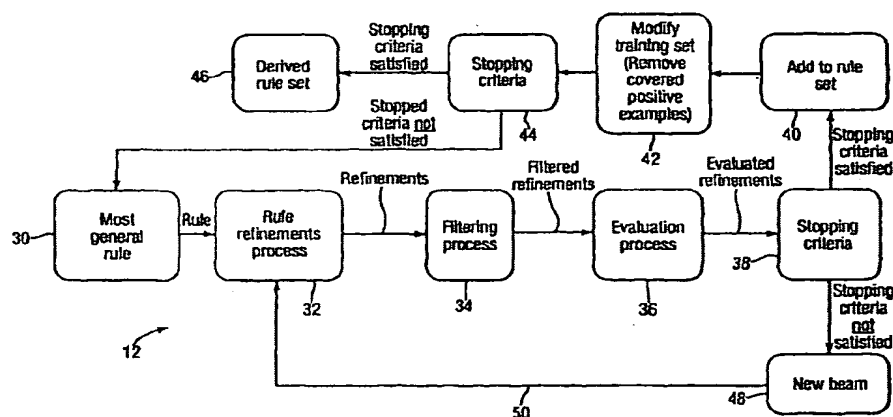 Stopping
criteria
satisfied
46
Derived
rule set
Stopping
criteria
44
Modify
training set
(Remove
covered
positive
examples)
42
Add to rule
set
40
Stopped
criteria not
satisfied
Stopping
criteria
satisfied
30
Most
general
rule
Rule
Rule
refinements
process
32
Refinements
Filtering
process
34
Filtered
refinements
Evaluation
process
36
Evaluated
refinements
Stopping
criteria
38
Stopping
criteria
not
satisfied
12
50
New beam
48